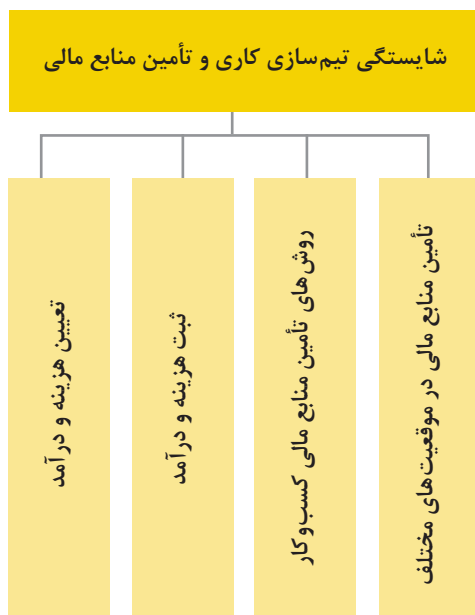 شایستگی تیم‌سازی کاری و تأمین منابع مالی
تأمین منابع مالی در موقعیت‌های مختلف
روش‌های تأمین منابع مالی کسب‌وکار
ثبت هزینه و درآمد
تعیین هزینه و درآمد